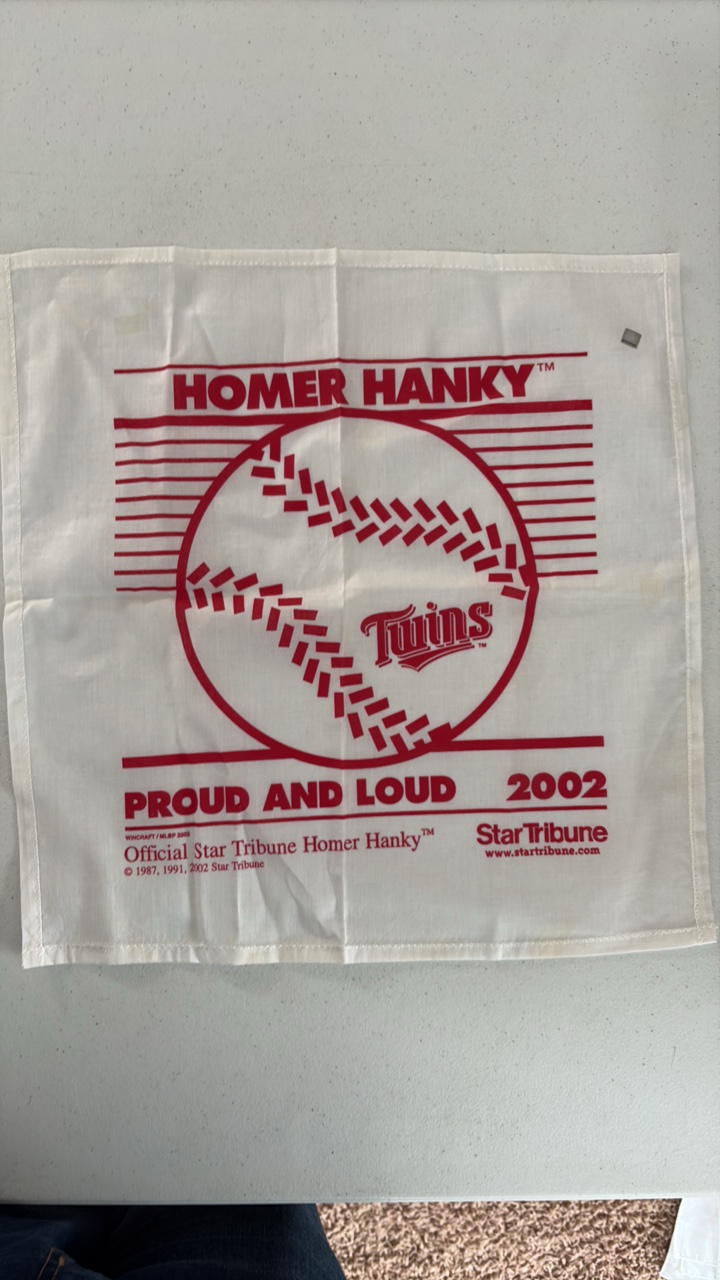 HOMER HANKY™
Twins™
PROUD AND LOUD 2002
WINCRAFT / MLBP 2002
Official Star Tribune Homer Hanky™
© 1987, 1991, 2002 Star Tribune
StarTribune
www.startribune.com